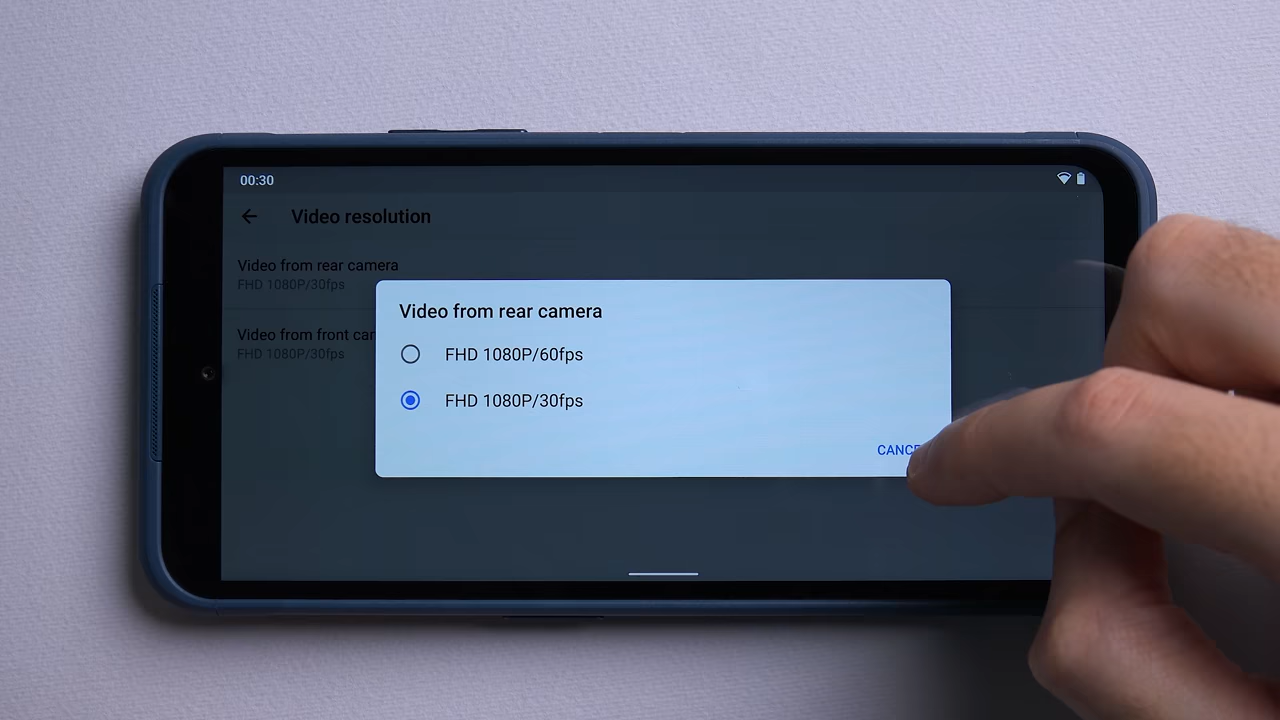 00:30
Video resolution
Video from rear camera
FHD 1080P/30fps
Video from front
FHD 1080P/30fps
Video from rear camera
FHD 1080P/60fps
FHD 1080P/30fps